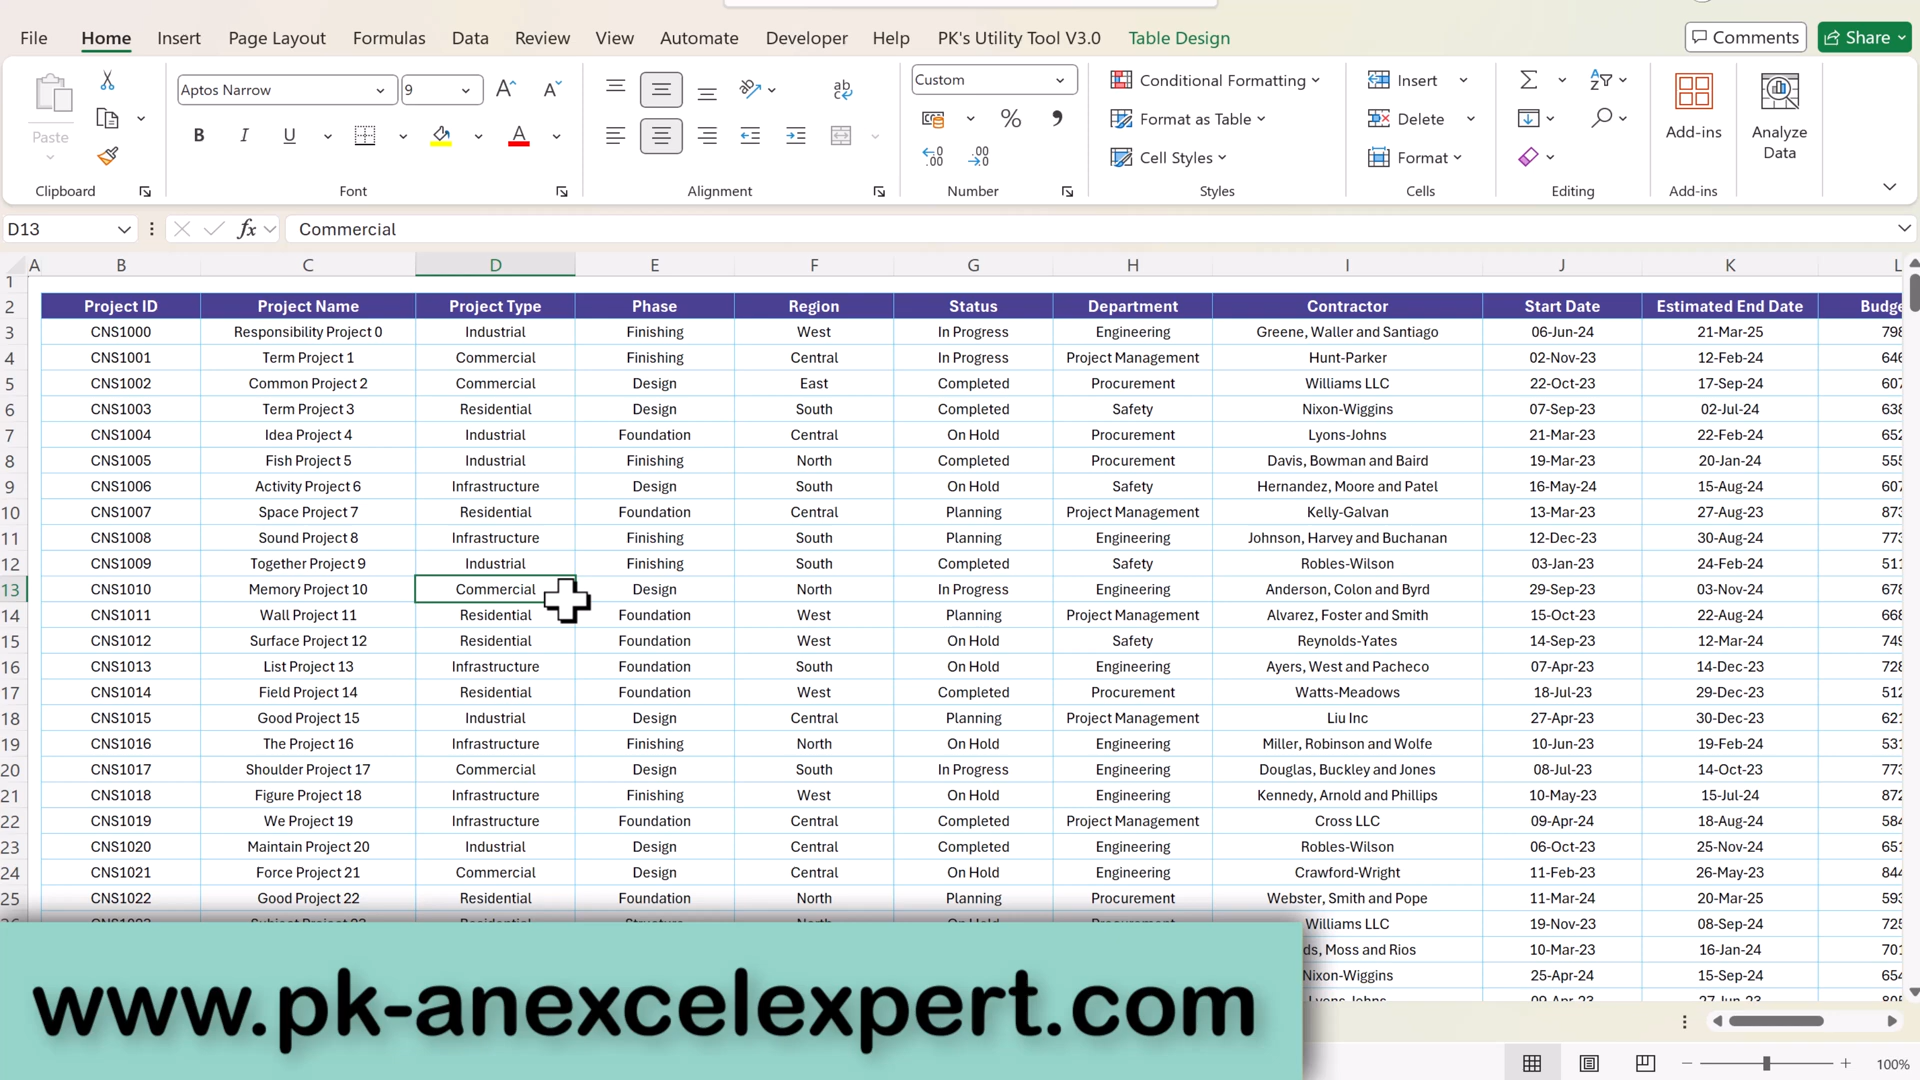 File Home Insert Page Layout Formulas Data Review View Automate Developer Help PK's Utility Tool V3.0 Table Design Comments Share
Paste
Aptos Narrow 9
Custom
Conditional Formatting
Format as Table
Cell Styles
Insert
Delete
Format
Add-ins
Analyze Data
Clipboard Font Alignment Number Styles Cells Editing Add-ins
D13 fx Commercial
A B C D E F G H I J K L
1
2 Project ID Project Name Project Type Phase Region Status Department Contractor Start Date Estimated End Date
3 CNS1000 Responsibility Project 0 Industrial Finishing West In Progress Engineering Greene, Waller and Santiago 06-Jun-24 21-Mar-25 798
4 CNS1001 Term Project 1 Commercial Finishing Central In Progress Project Management Hunt-Parker 02-Nov-23 12-Feb-24 646
5 CNS1002 Common Project 2 Commercial Design East Completed Procurement Williams LLC 22-Oct-23 17-Sep-24 607
6 CNS1003 Term Project 3 Residential Design South Completed Safety Nixon-Wiggins 07-Sep-23 02-Jul-24 638
7 CNS1004 Idea Project 4 Industrial Foundation Central On Hold Procurement Lyons-Johns 21-Mar-23 22-Feb-24 652
8 CNS1005 Fish Project 5 Industrial Finishing North Completed Procurement Davis, Bowman and Baird 19-Mar-23 20-Jan-24 555
9 CNS1006 Activity Project 6 Infrastructure Design South On Hold Safety Hernandez, Moore and Patel 16-May-24 15-Aug-24 607
10 CNS1007 Space Project 7 Residential Foundation Central Planning Project Management Kelly-Galvan 13-Mar-23 27-Aug-23 873
11 CNS1008 Sound Project 8 Infrastructure Finishing South Planning Engineering Johnson, Harvey and Buchanan 12-Dec-23 30-Aug-24 773
12 CNS1009 Together Project 9 Industrial Finishing South Completed Safety Robles-Wilson 03-Jan-23 24-Feb-24 511
13 CNS1010 Memory Project 10 Commercial Design North In Progress Engineering Anderson, Colon and Byrd 29-Sep-23 03-Nov-24 678
14 CNS1011 Wall Project 11 Residential Foundation West Planning Project Management Alvarez, Foster and Smith 15-Oct-23 22-Aug-24 668
15 CNS1012 Surface Project 12 Residential Foundation West On Hold Safety Reynolds-Yates 14-Sep-23 12-Mar-24 749
16 CNS1013 List Project 13 Infrastructure Foundation South On Hold Engineering Ayers, West and Pacheco 07-Apr-23 14-Dec-23 728
17 CNS1014 Field Project 14 Residential Foundation West Completed Procurement Watts-Meadows 18-Jul-23 29-Dec-23 512
18 CNS1015 Good Project 15 Industrial Design Central Planning Project Management Liu Inc 27-Apr-23 30-Dec-23 621
19 CNS1016 The Project 16 Infrastructure Finishing North On Hold Engineering Miller, Robinson and Wolfe 10-Jun-23 19-Feb-24 531
20 CNS1017 Shoulder Project 17 Commercial Design South In Progress Engineering Douglas, Buckley and Jones 08-Jul-23 14-Oct-23 773
21 CNS1018 Figure Project 18 Infrastructure Finishing West On Hold Engineering Kennedy, Arnold and Phillips 10-May-23 15-Jul-24 872
22 CNS1019 We Project 19 Infrastructure Foundation Central Completed Project Management Cross LLC 09-Apr-24 18-Aug-24 584
23 CNS1020 Maintain Project 20 Industrial Design Central Completed Engineering Robles-Wilson 06-Oct-23 25-Nov-24 651
24 CNS1021 Force Project 21 Commercial Design Central On Hold Engineering Crawford-Wright 11-Feb-23 26-May-23 844
25 CNS1022 Good Project 22 Residential Foundation North Planning Procurement Webster, Smith and Pope 11-Mar-24 20-Mar-25 593
Williams LLC 19-Nov-23 08-Sep-24 725
Moss and Rios 10-Mar-23 16-Jan-24 701
Nixon-Wiggins 25-Apr-24 15-Sep-24 654
www.pk-anexcelexpert.com
100%